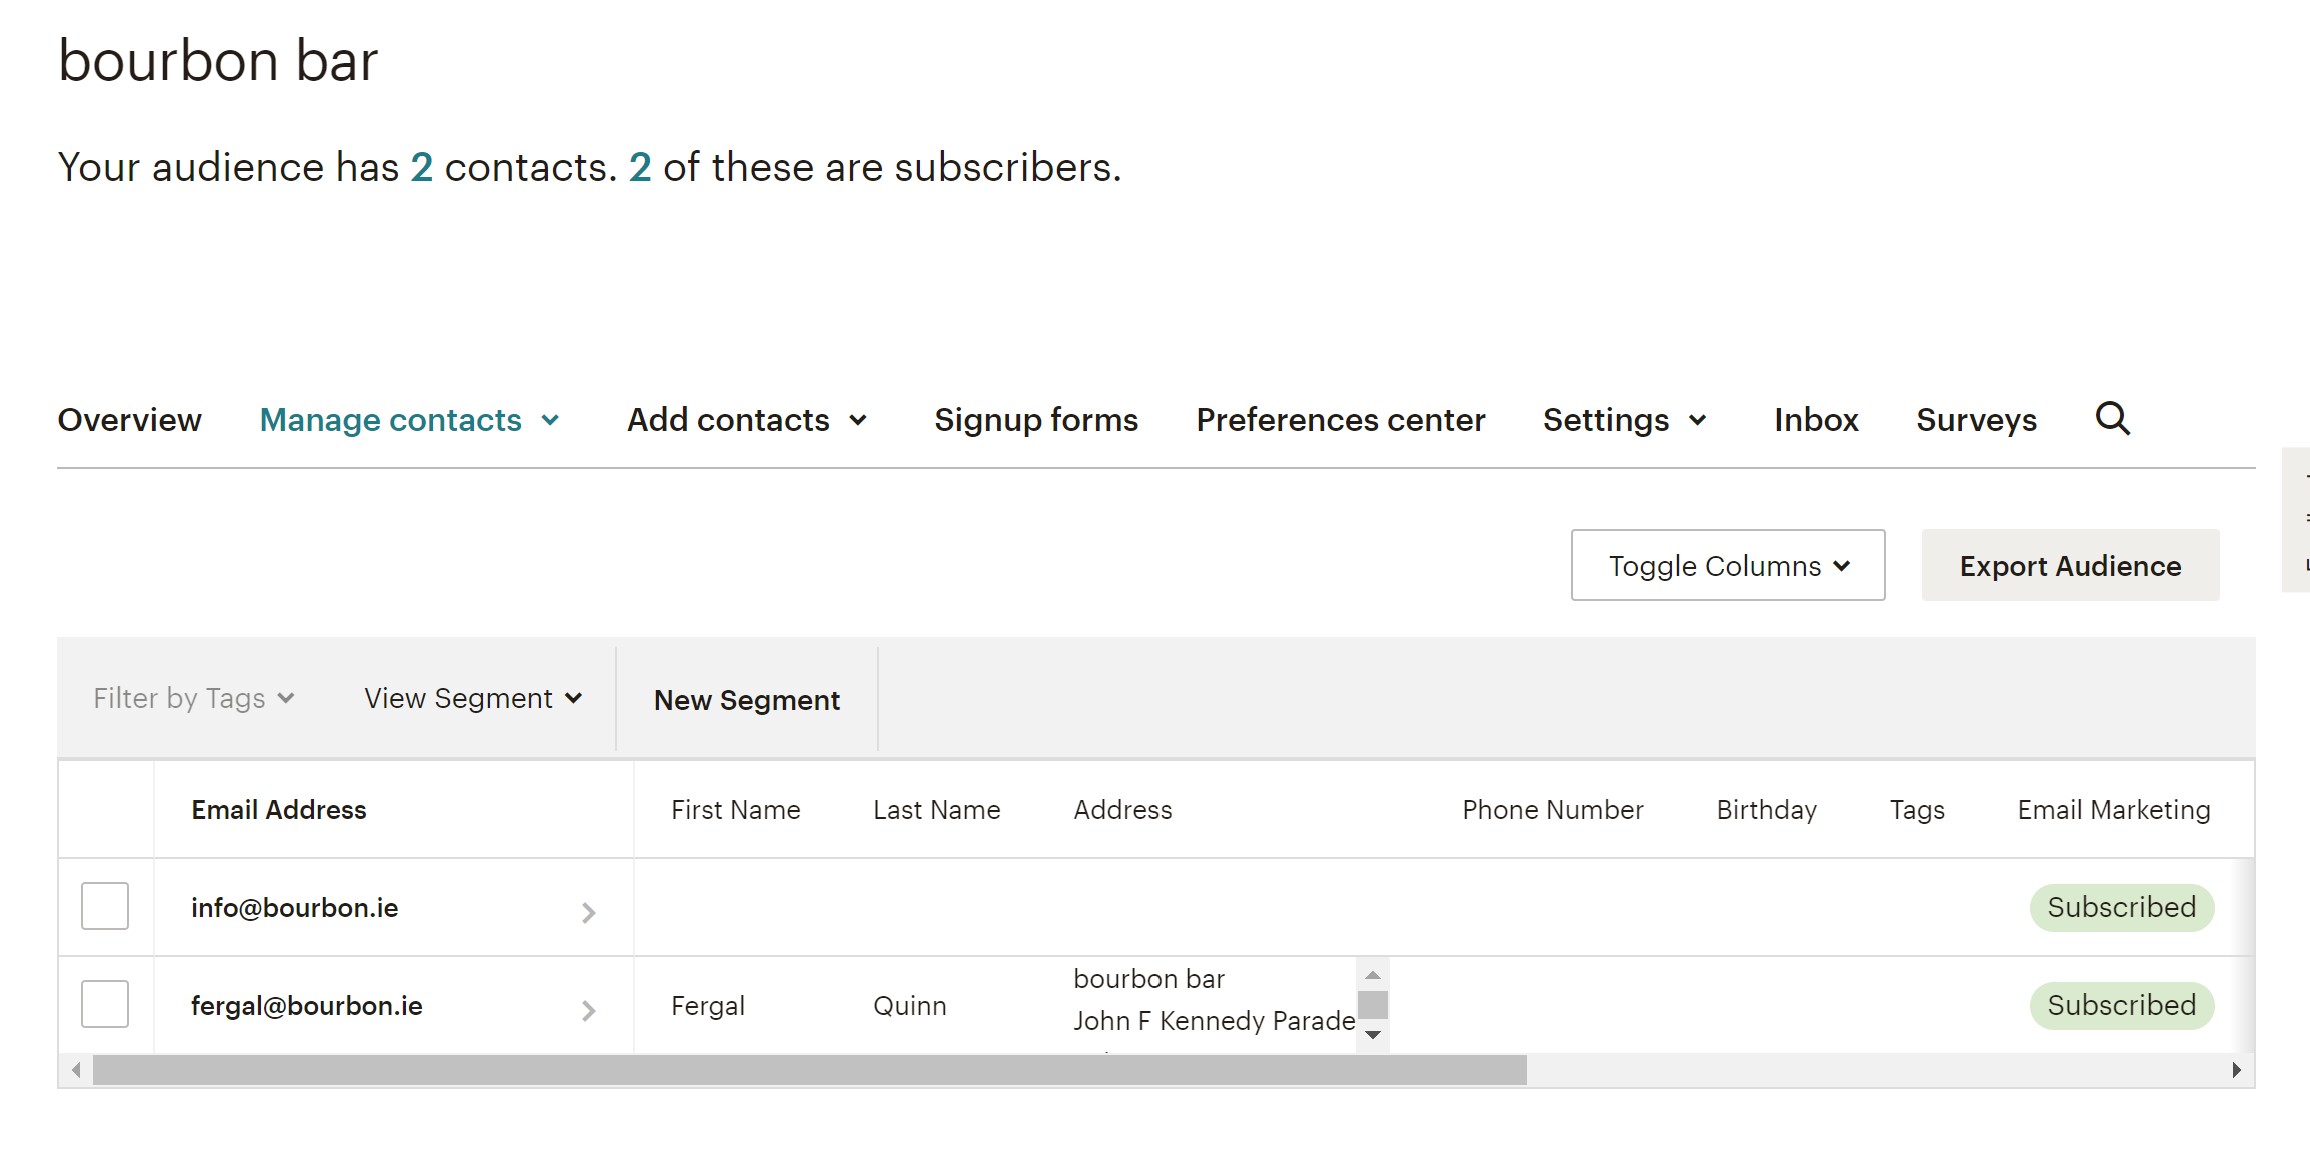 bourbon bar
Your audience has 2 contacts. 2 of these are subscribers.
Overview Manage contacts Add contacts Signup forms Preferences center Settings Inbox Surveys
Toggle Columns Export Audience
Filter by Tags View Segment New Segment
Email Address First Name Last Name Address Phone Number Birthday Tags Email Marketing
info@bourbon.ie Subscribed
fergal@bourbon.ie Fergal Quinn bourbon bar Subscribed
John F Kennedy Parade